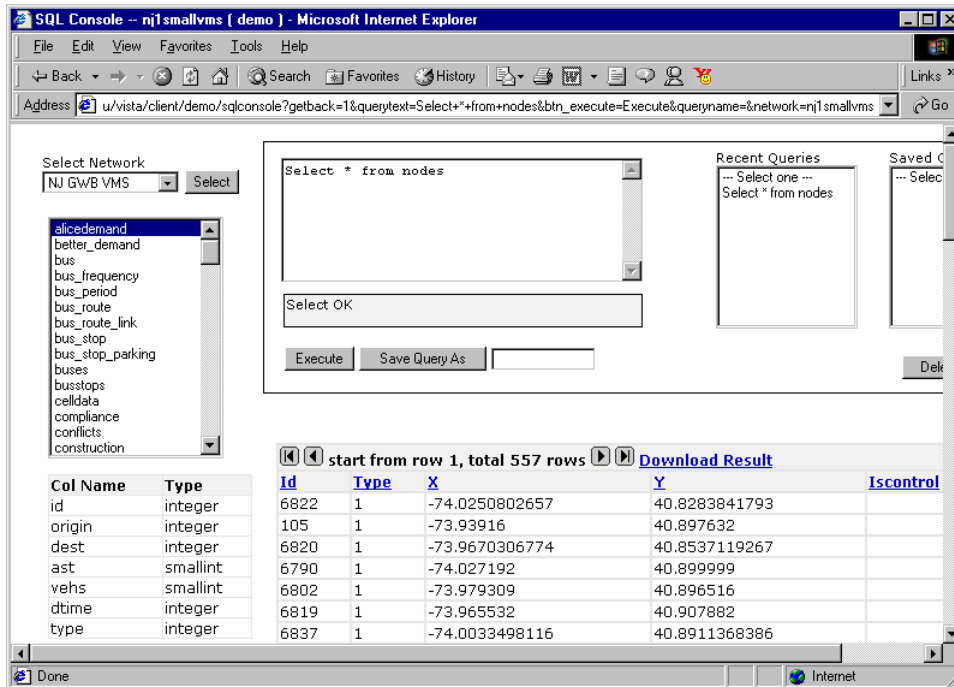 SQL Console -- nj1smallvms ( demo ) - Microsoft Internet Explorer
File Edit View Favorites Tools Help
Back Search Favorites History Links »
Address u/vista/client/demo/sqlconsole?getback=1&querytext=Select+*+from+nodes&btn_execute=Execute&queryname=&network=nj1smallvms Go
Select Network
NJ GWB VMS Select
alicedemand
better_demand
bus
bus_frequency
bus_period
bus_route
bus_route_link
bus_stop
bus_stop_parking
buses
busstops
celldata
compliance
conflicts
construction
Col Name Type
id integer
origin integer
dest integer
ast smallint
vehs smallint
dtime integer
type integer
Select * from nodes
Select OK
Execute Save Query As
Recent Queries
--- Select one ---
Select * from nodes
Saved Q
--- Selec
Dele
start from row 1, total 557 rows Download Result
Id Type X Y Iscontrol
6822 1 -74.0250802657 40.8283841793
105 1 -73.93916 40.897632
6820 1 -73.9670306774 40.8537119267
6790 1 -74.027192 40.899999
6802 1 -73.979309 40.896516
6819 1 -73.965532 40.907882
6837 1 -74.0033498116 40.8911368386
Done Internet